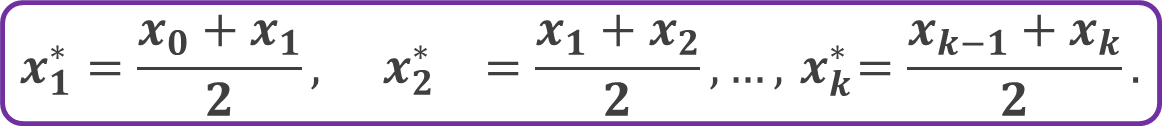 x₁* = (x₀ + x₁)/2 , x₂* = (x₁ + x₂)/2 , … , xₖ* = (xₖ₋₁ + xₖ)/2 .